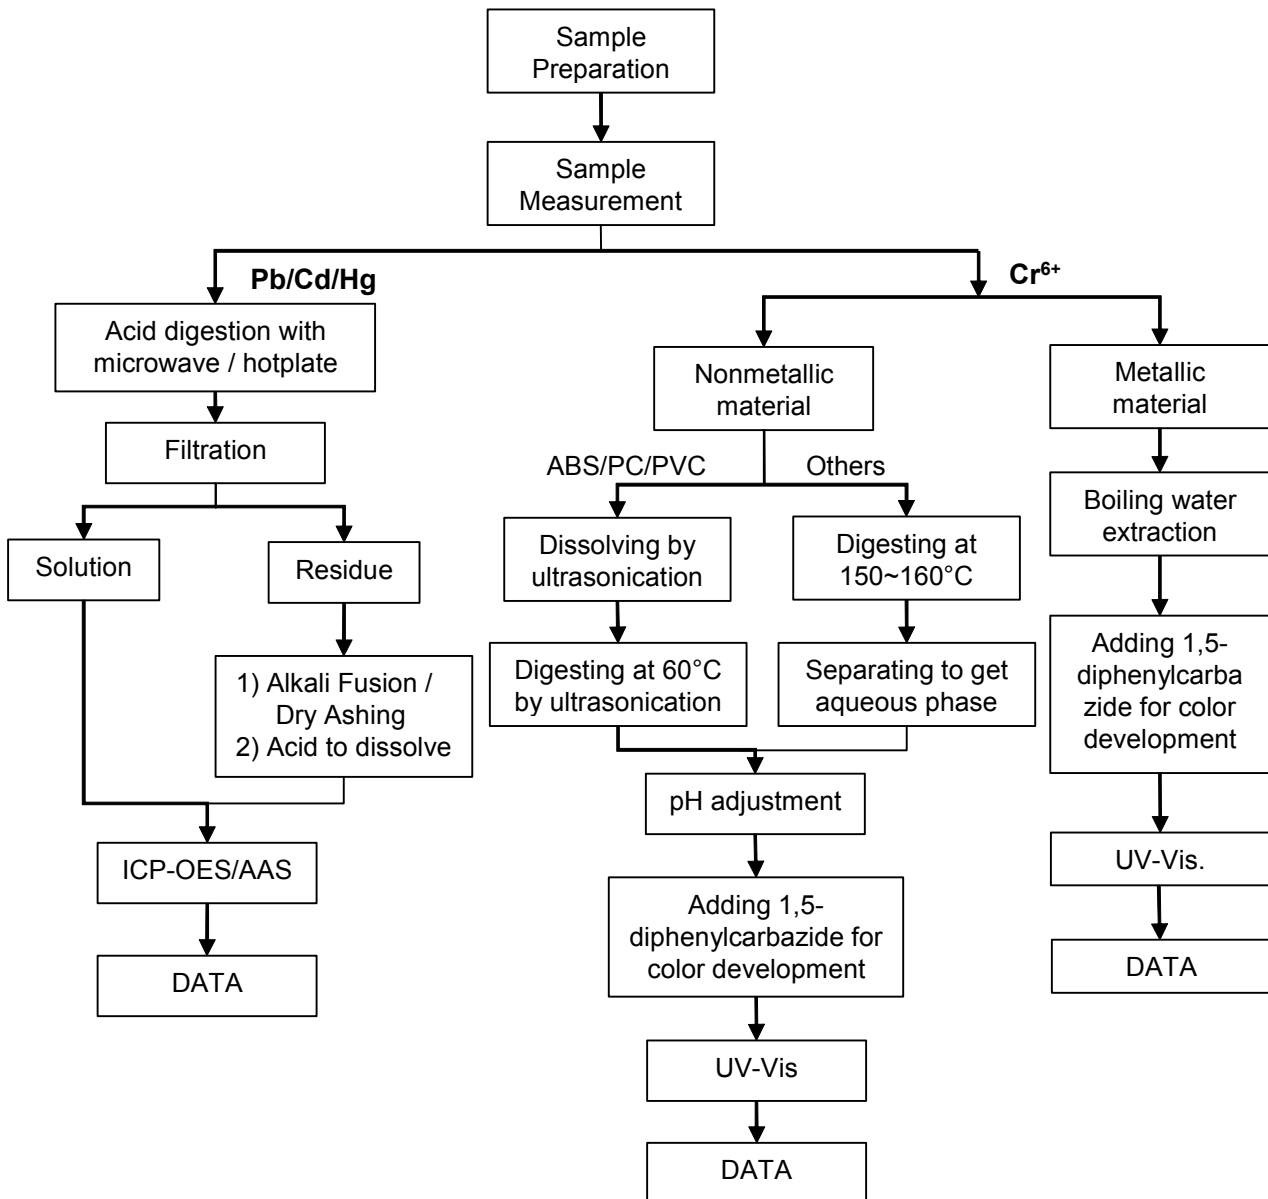 Sample
Preparation
Sample
Measurement
Pb/Cd/Hg
Cr⁶⁺
Acid digestion with
microwave / hotplate
Filtration
Solution
Residue
1) Alkali Fusion /
Dry Ashing
2) Acid to dissolve
ICP-OES/AAS
DATA
Nonmetallic
material
ABS/PC/PVC
Others
Dissolving by
ultrasonication
Digesting at
150~160°C
Digesting at 60°C
by ultrasonication
Separating to get
aqueous phase
pH adjustment
Adding 1,5-
diphenylcarbazide for
color development
UV-Vis
DATA
Metallic
material
Boiling water
extraction
Adding 1,5-
diphenylcarba
zide for color
development
UV-Vis.
DATA